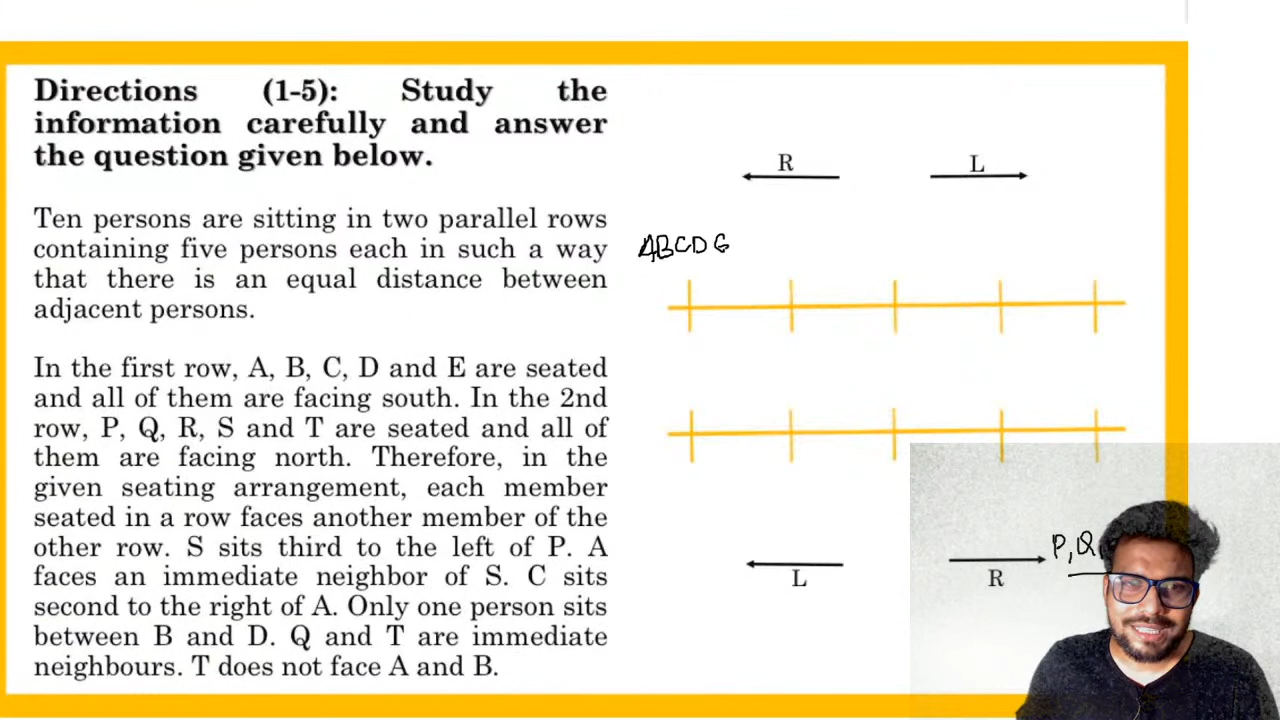 Directions (1-5): Study the
information carefully and answer
the question given below.
Ten persons are sitting in two parallel rows
containing five persons each in such a way
that there is an equal distance between
adjacent persons.
In the first row, A, B, C, D and E are seated
and all of them are facing south. In the 2nd
row, P, Q, R, S and T are seated and all of
them are facing north. Therefore, in the
given seating arrangement, each member
seated in a row faces another member of the
other row. S sits third to the left of P. A
faces an immediate neighbor of S. C sits
second to the right of A. Only one person sits
between B and D. Q and T are immediate
neighbours. T does not face A and B.
R L
ABCD
P, Q,
L R